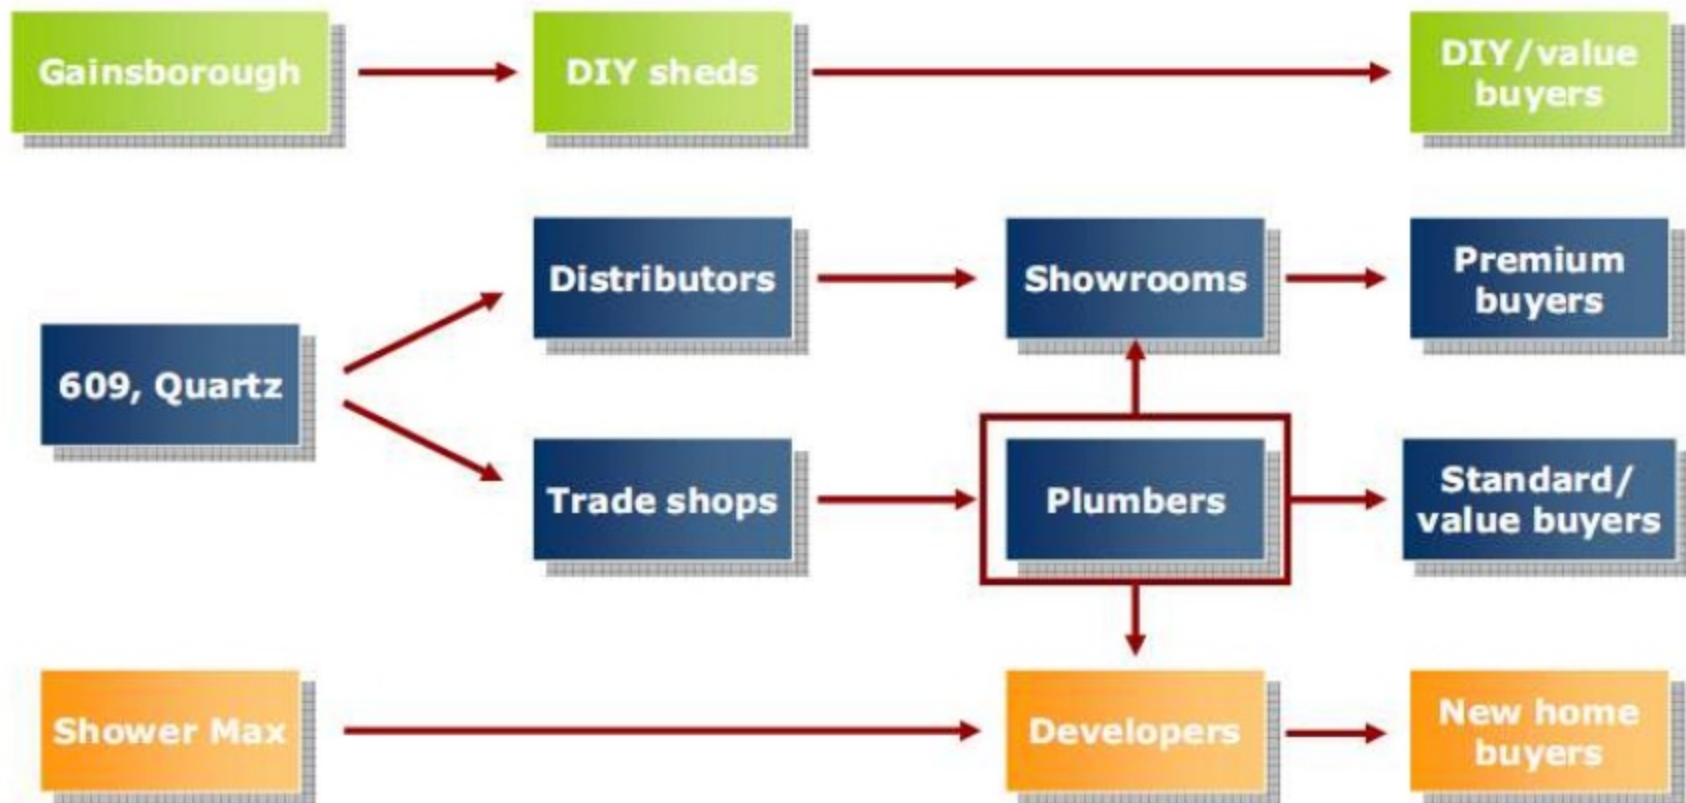 Gainsborough
DIY sheds
DIY/value
buyers
Distributors
Showrooms
Premium
buyers
609, Quartz
Trade shops
Plumbers
Standard/
value buyers
Shower Max
Developers
New home
buyers